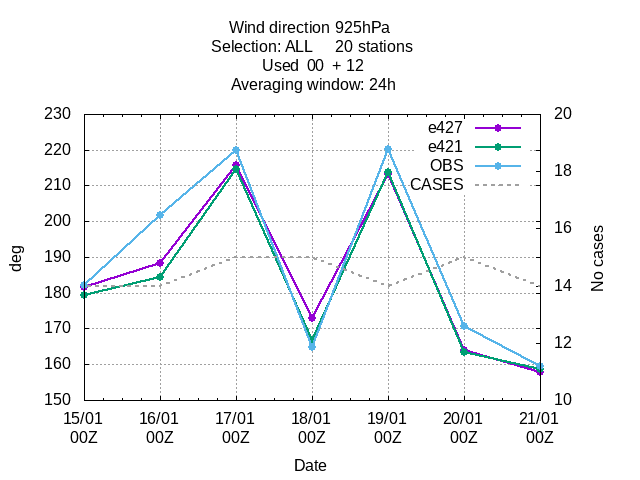 Wind direction 925hPa
Selection: ALL     20 stations
Used  00  + 12
Averaging window: 24h
230 20
e427
e421
220
OBS
18
210
CASES
200
16
190
deg
No cases
180
14
170
12
160
150 10
15/01 16/01 17/01 18/01 19/01 20/01 21/01
00Z 00Z 00Z 00Z 00Z 00Z 00Z
Date